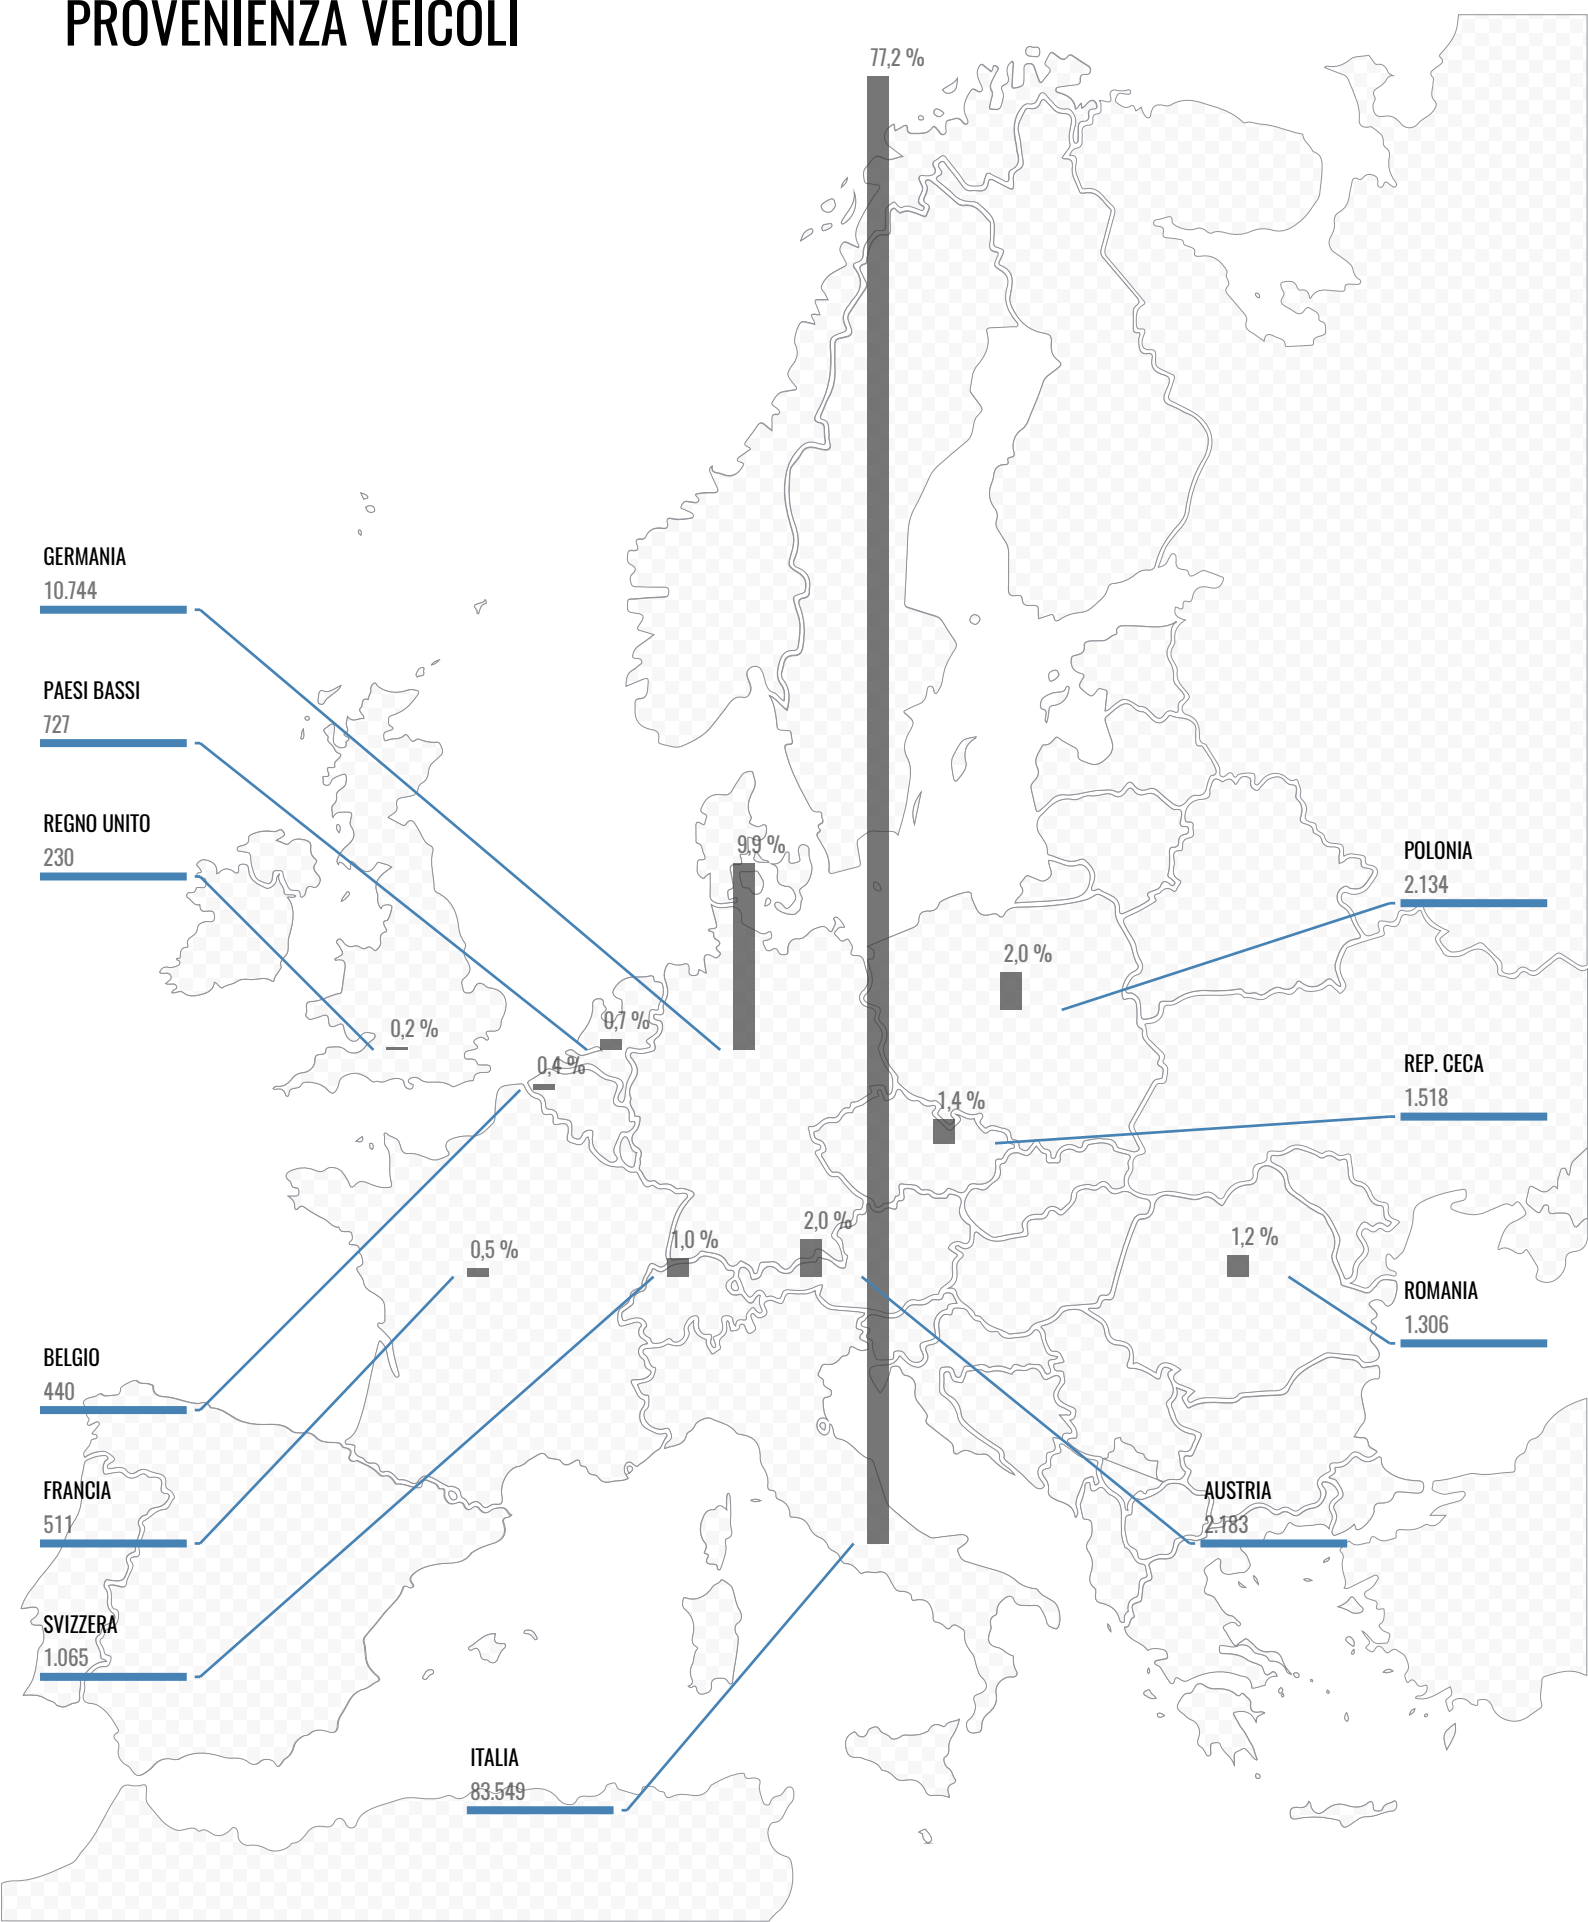 PROVENIENZA VEICOLI
77,2 %
GERMANIA
10.744
PAESI BASSI
727
REGNO UNITO
230
9,9 %
POLONIA
2.134
2,0 %
0,2 %
0,7 %
0,4 %
1,4 %
REP. CECA
1.518
0,5 %
1,0 %
2,0 %
1,2 %
ROMANIA
1.306
BELGIO
440
FRANCIA
511
AUSTRIA
2.183
SVIZZERA
1.065
ITALIA
83.549